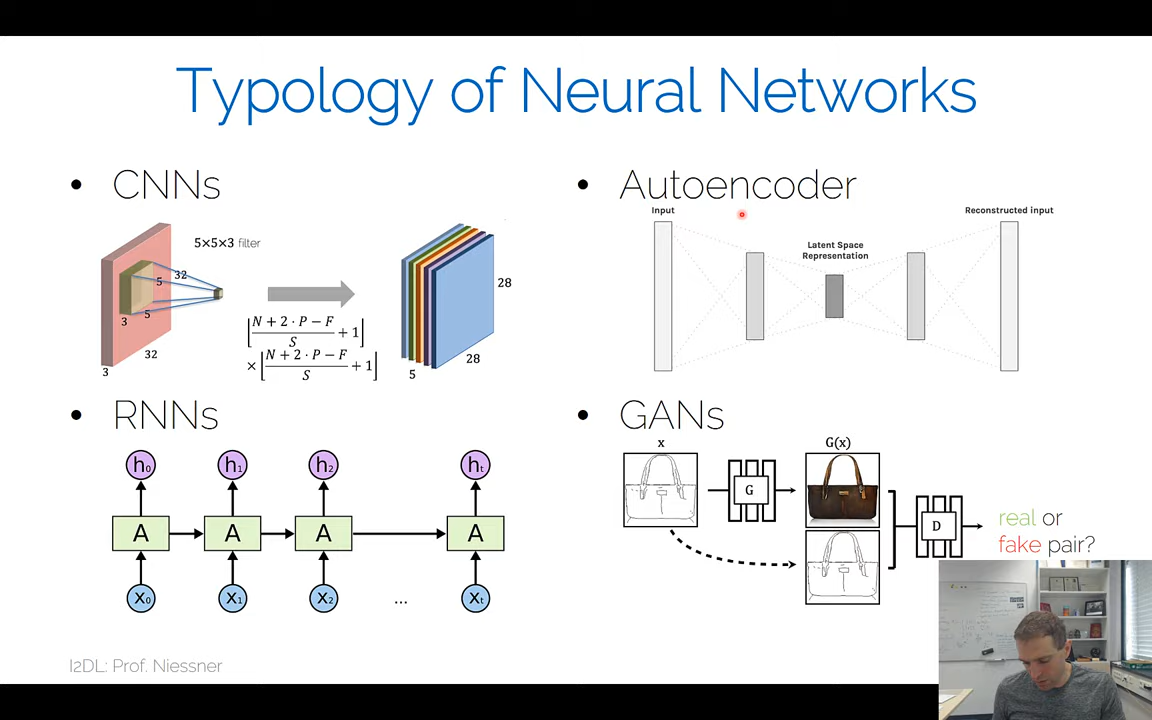 Typology of Neural Networks
• CNNs
5×5×3 filter
32
5
5
3
32
3
⌊(N + 2 · P − F)/S + 1⌋
× ⌊(N + 2 · P − F)/S + 1⌋
28
28
5
• Autoencoder
Input
Latent Space
Representation
Reconstructed input
• RNNs
h0 h1 h2 ht
A A A A
x0 x1 x2 ... xt
• GANs
x
G(x)
G
D
real or
fake pair?
I2DL: Prof. Niessner